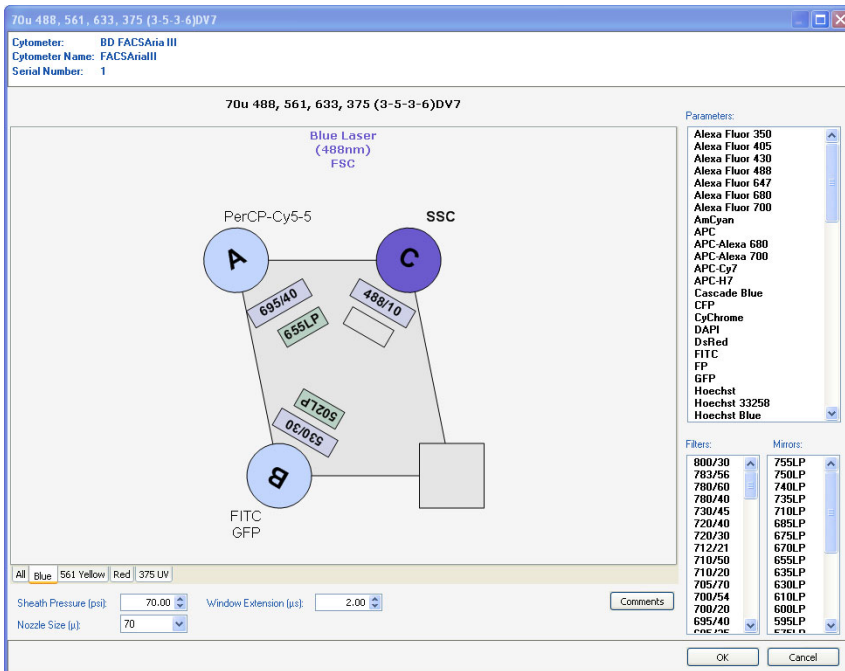 70u 488, 561, 633, 375 (3-5-3-6)DV7
Cytometer: BD FACSAria III
Cytometer Name: FACSAriaIII
Serial Number: 1
70u 488, 561, 633, 375 (3-5-3-6)DV7
Blue Laser
(488nm)
FSC
PerCP-Cy5-5
SSC
A
C
695/40
488/10
655LP
502LP
530/30
B
FITC
GFP
All Blue 561 Yellow Red 375 UV
Sheath Pressure (psi): 70.00
Window Extension (µs): 2.00
Comments
Nozzle Size (µ): 70
Parameters:
Alexa Fluor 350
Alexa Fluor 405
Alexa Fluor 430
Alexa Fluor 488
Alexa Fluor 647
Alexa Fluor 680
Alexa Fluor 700
AmCyan
APC
APC-Alexa 680
APC-Alexa 700
APC-Cy7
APC-H7
Cascade Blue
CFP
CyChrome
DAPI
DsRed
FITC
FP
GFP
Hoechst
Hoechst 33258
Hoechst Blue
Filters:
800/30
783/56
780/60
780/40
730/45
720/40
720/30
712/21
710/50
710/20
705/70
700/54
700/20
695/40
695/25
Mirrors:
755LP
750LP
740LP
735LP
710LP
685LP
675LP
670LP
655LP
635LP
630LP
610LP
600LP
595LP
575LP
OK
Cancel